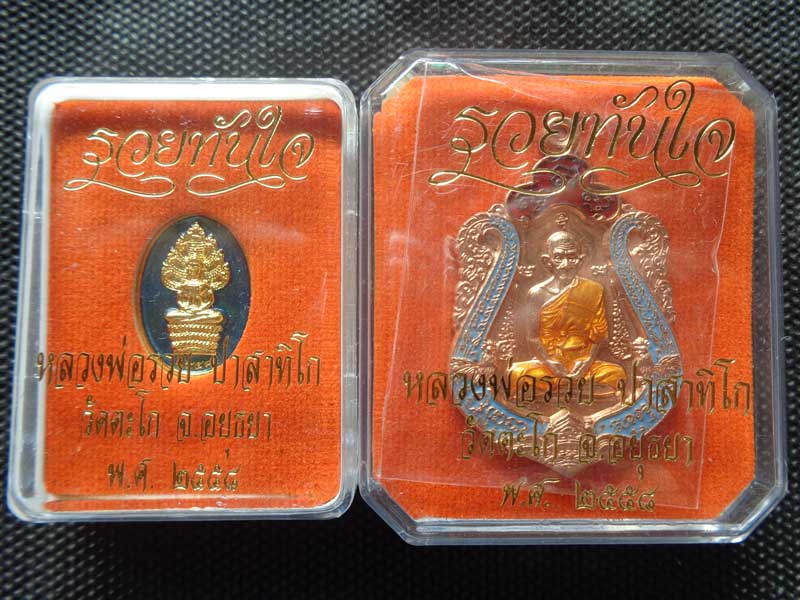 รวยทันใจ
หลวงพ่อรวย ปาสาทิโก
วัดตะโก จ.อยุธยา
พ.ศ. ๒๕๕๘
รวยทันใจ
หลวงพ่อรวย ปาสาทิโก
วัดตะโก จ.อยุธยา
พ.ศ. ๒๕๕๘